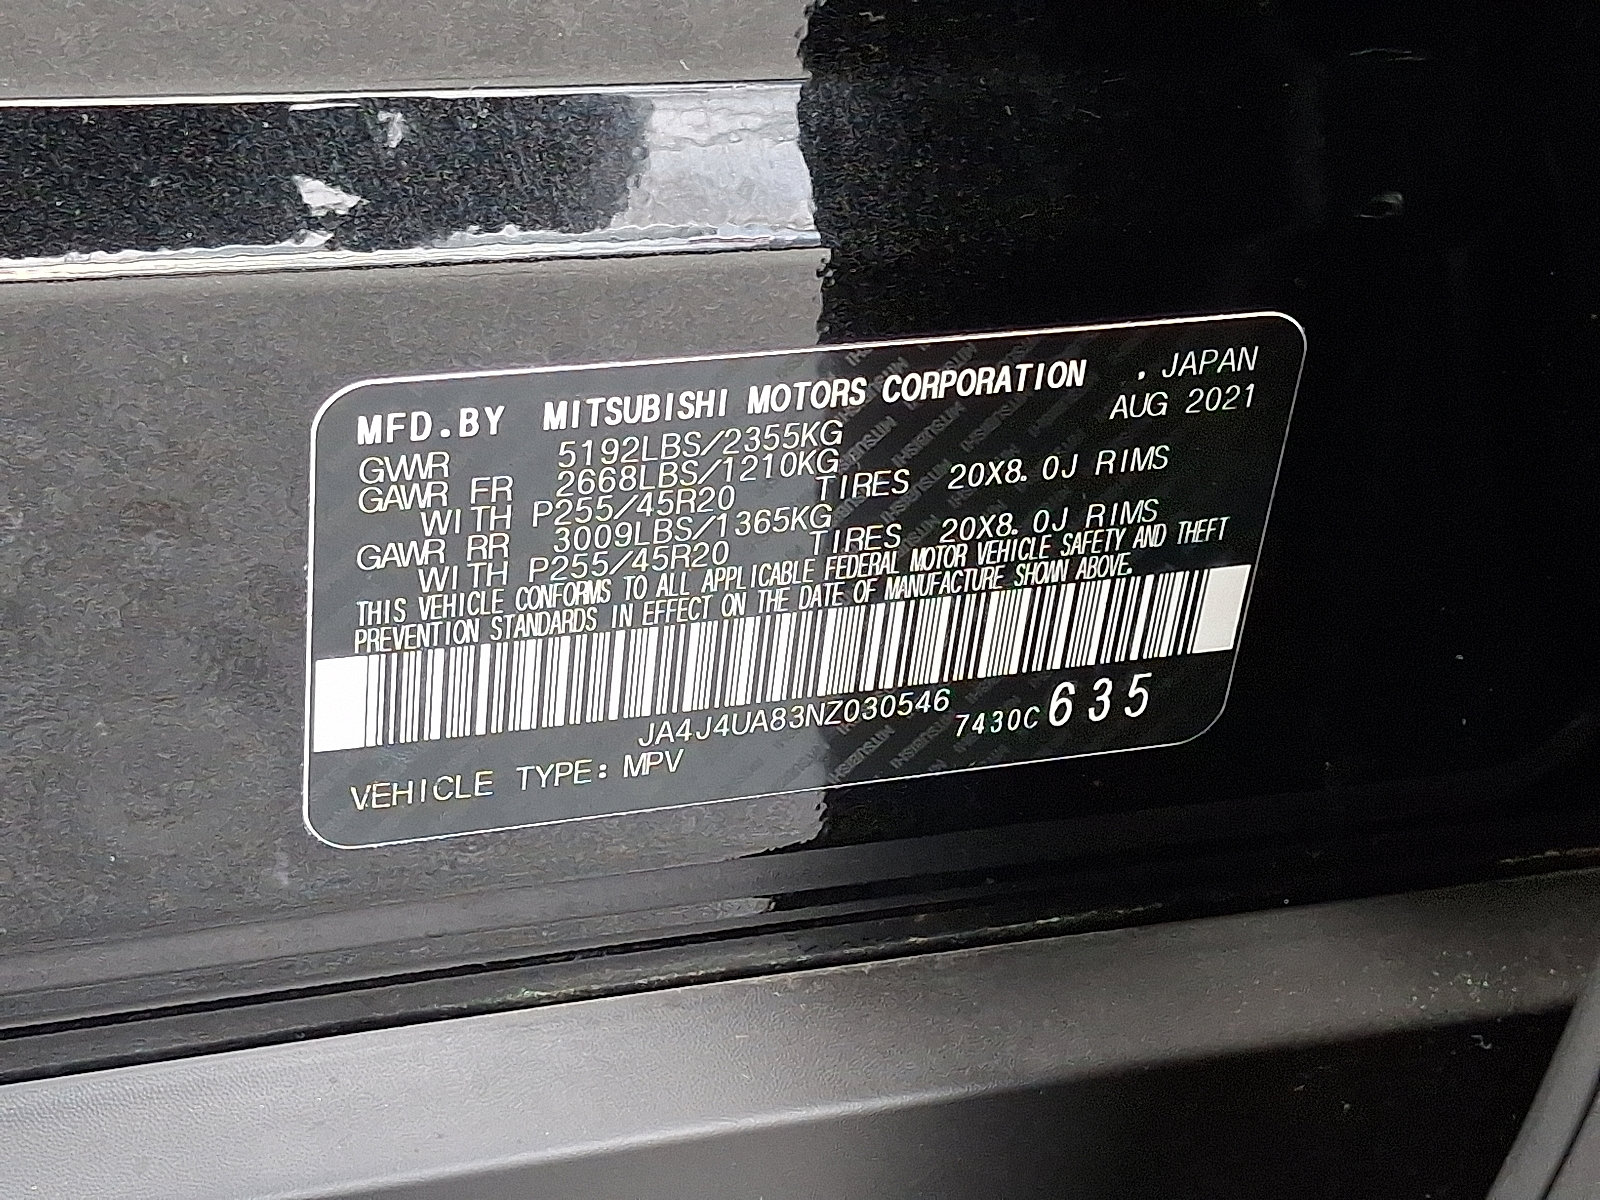 MFD.BY MITSUBISHI MOTORS CORPORATION , JAPAN
AUG 2021
GVWR 5192LBS/2355KG
GAWR FR 2668LBS/1210KG
WITH P255/45R20 TIRES 20X8.0J RIMS
GAWR RR 3009LBS/1365KG
WITH P255/45R20 TIRES 20X8.0J RIMS
THIS VEHICLE CONFORMS TO ALL APPLICABLE FEDERAL MOTOR VEHICLE SAFETY AND THEFT
PREVENTION STANDARDS IN EFFECT ON THE DATE OF MANUFACTURE SHOWN ABOVE.
JA4J4UA83NZ030546 7430C635
VEHICLE TYPE: MPV